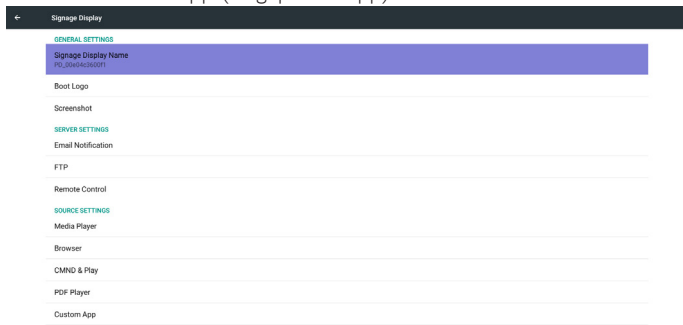 ←
Signage Display
GENERAL SETTINGS
Signage Display Name
PD_00e04c3600f1
Boot Logo
Screenshot
SERVER SETTINGS
Email Notification
FTP
Remote Control
SOURCE SETTINGS
Media Player
Browser
CMND & Play
PDF Player
Custom App